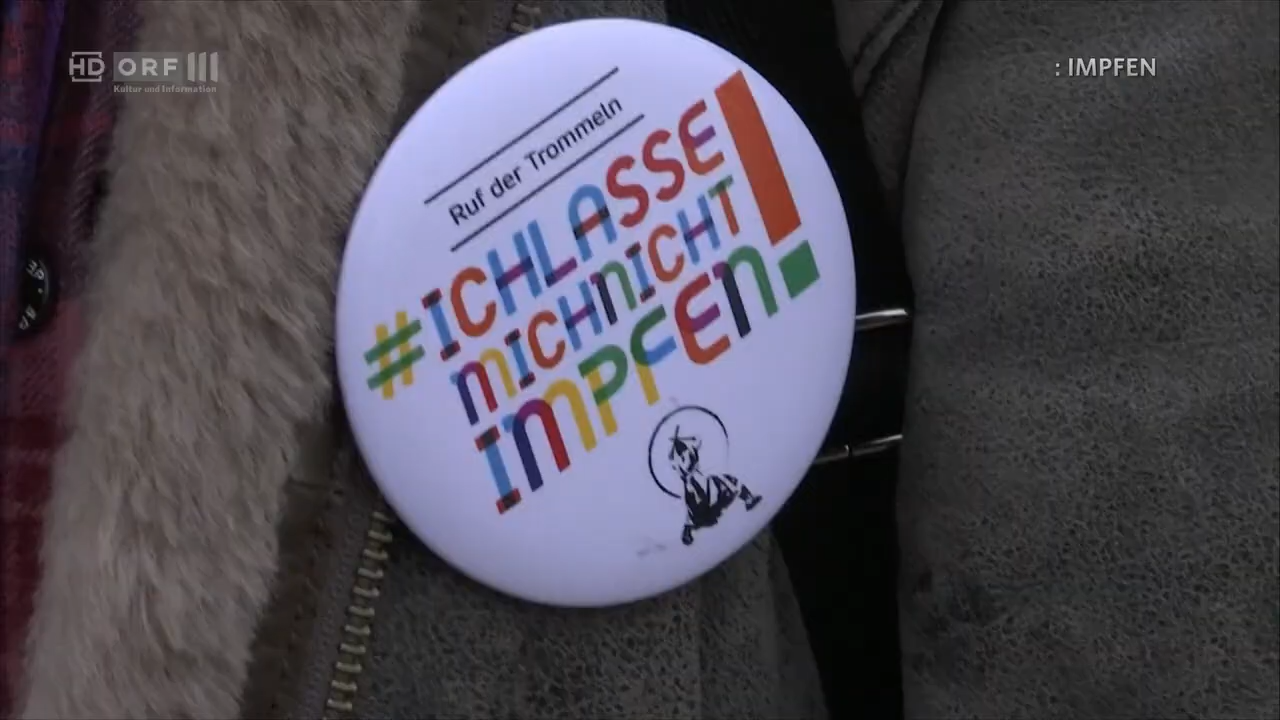 HD ORF III
Kultur und Information
: IMPFEN
Ruf der Trommeln
#ICHLASSE
MICHNICHT
IMPFEN!